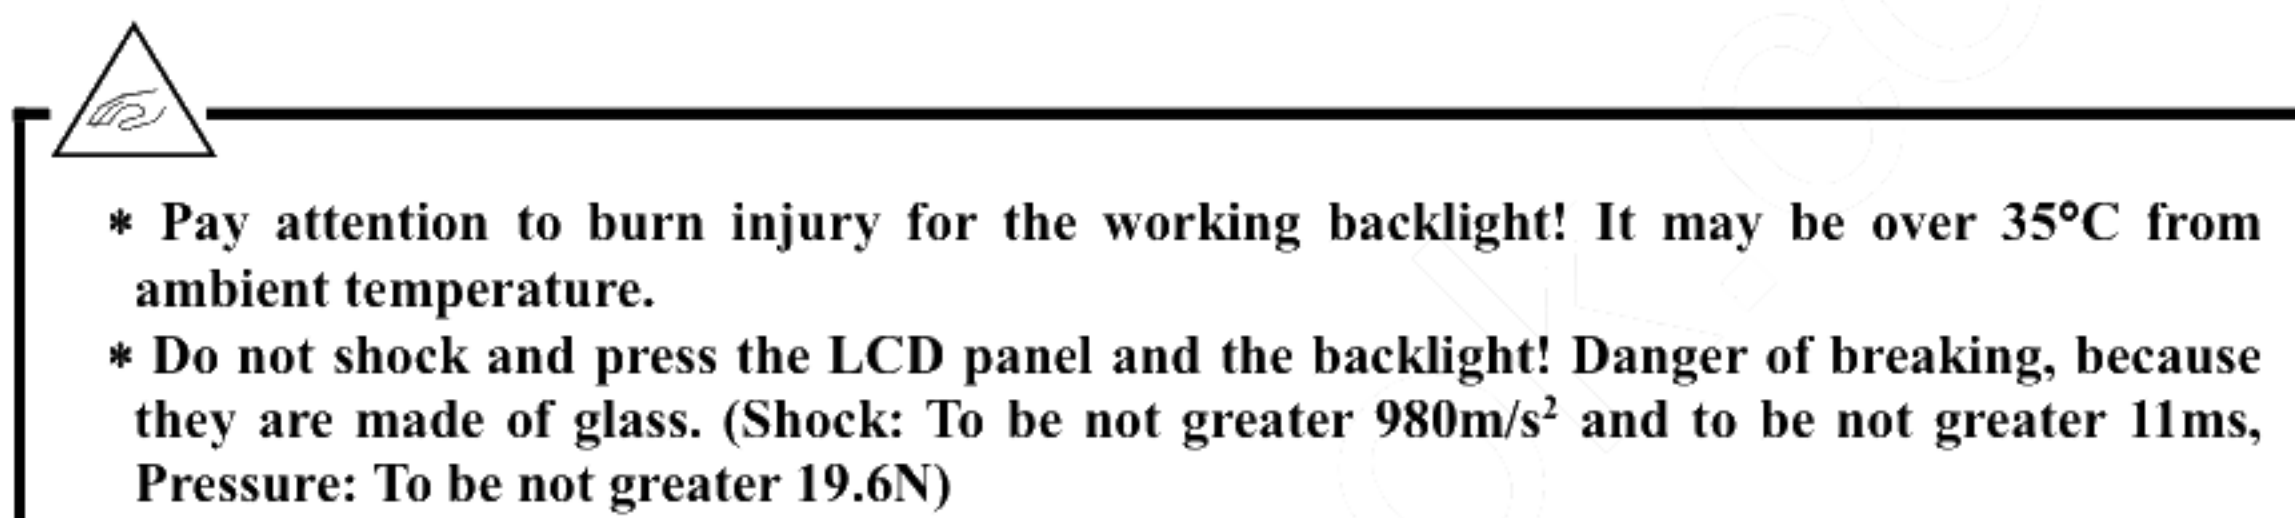 * Pay attention to burn injury for the working backlight! It may be over 35°C from
ambient temperature.
* Do not shock and press the LCD panel and the backlight! Danger of breaking, because
they are made of glass. (Shock: To be not greater 980m/s² and to be not greater 11ms,
Pressure: To be not greater 19.6N)